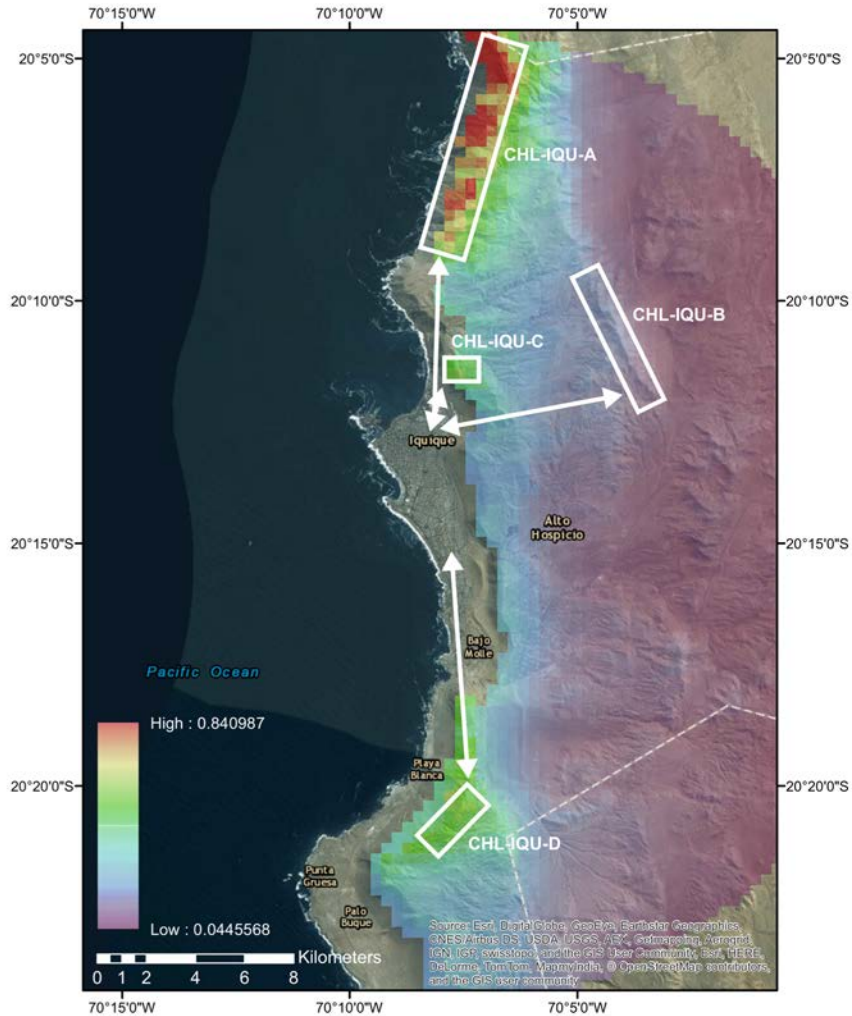 70°15'0"W 70°10'0"W 70°5'0"W
20°5'0"S 20°5'0"S
CHL-IQU-A
20°10'0"S 20°10'0"S
CHL-IQU-B
CHL-IQU-C
Iquique
20°15'0"S 20°15'0"S
Alto
Hospicio
Bajo
Molle
Pacific Ocean
High : 0.840987
Playa
Blanca
20°20'0"S 20°20'0"S
CHL-IQU-D
Punta
Gruesa
Palo
Buque
Low : 0.0445568
Source: Esri, DigitalGlobe, GeoEye, Earthstar Geographics,
CNES/Airbus DS, USDA, USGS, AEX, Getmapping, Aerogrid,
IGN, IGP, swisstopo, and the GIS User Community, Esri, HERE,
DeLorme, TomTom, MapmyIndia, © OpenStreetMap contributors,
and the GIS user community
Kilometers
0 1 2 4 6 8
70°15'0"W 70°10'0"W 70°5'0"W